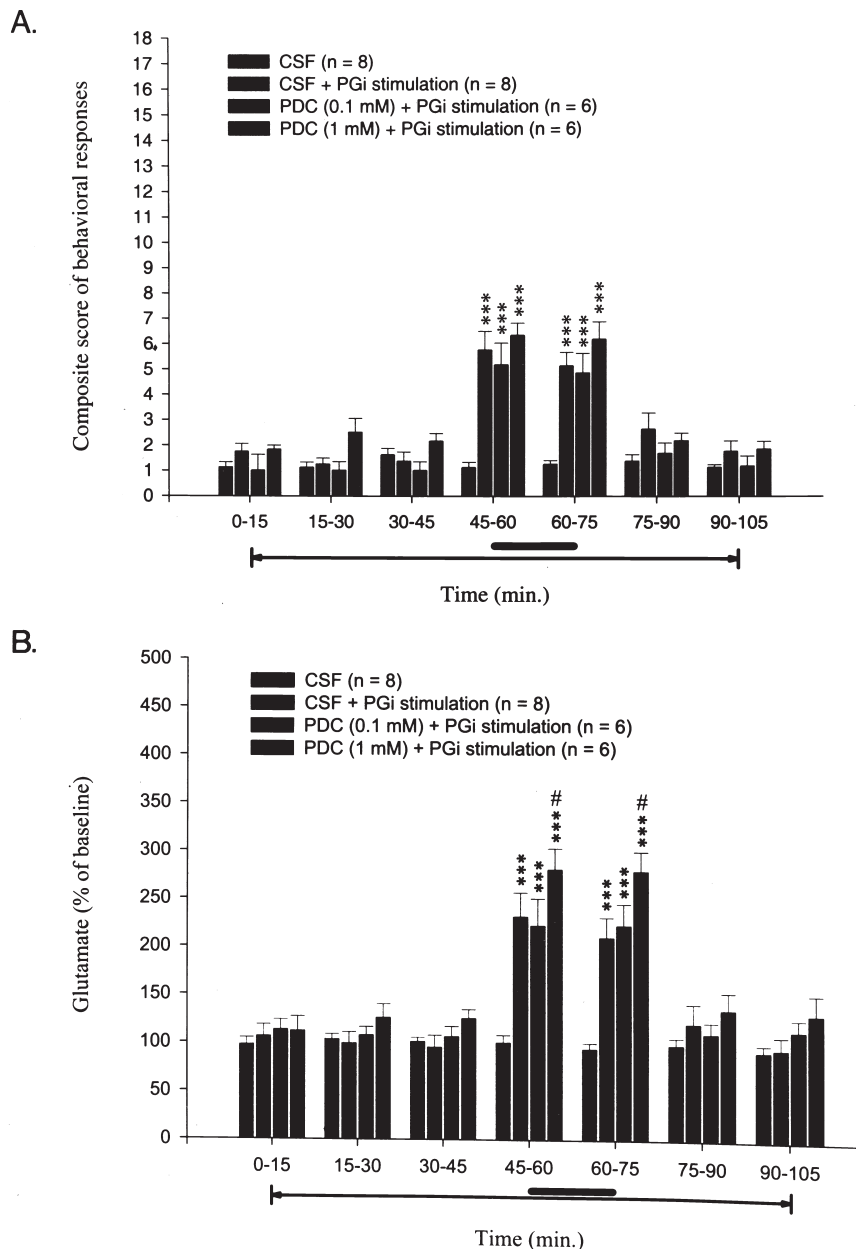 A.
Composite score of behavioral responses
18
17
16
15
14
13
12
11
10
9
8
7
6
5
4
3
2
1
0
CSF (n = 8)
CSF + PGi stimulation (n = 8)
PDC (0.1 mM) + PGi stimulation (n = 6)
PDC (1 mM) + PGi stimulation (n = 6)
*** *** *** *** *** ***
0-15 15-30 30-45 45-60 60-75 75-90 90-105
Time (min.)
B.
Glutamate (% of baseline)
500
450
400
350
300
250
200
150
100
50
0
CSF (n = 8)
CSF + PGi stimulation (n = 8)
PDC (0.1 mM) + PGi stimulation (n = 6)
PDC (1 mM) + PGi stimulation (n = 6)
*** *** ***# *** *** ***#
0-15 15-30 30-45 45-60 60-75 75-90 90-105
Time (min.)